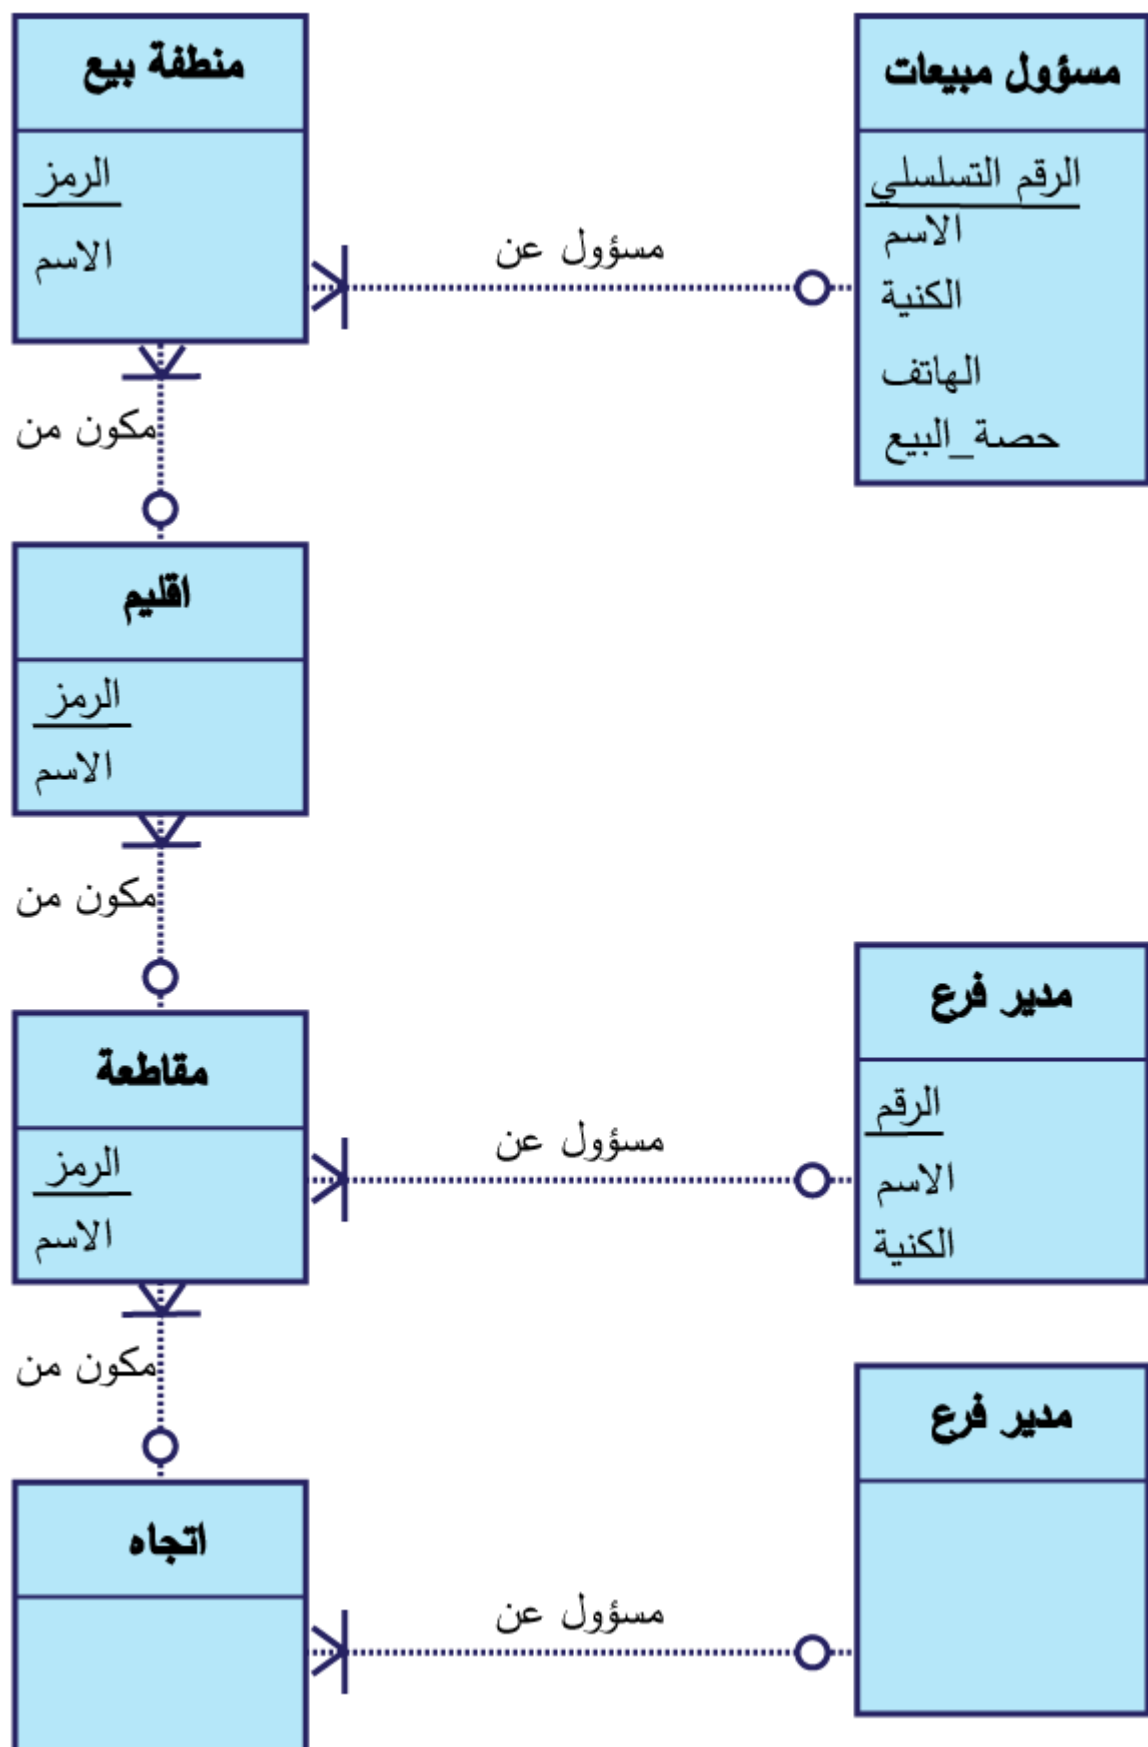 منطفة بيع
الرمز
الاسم
مسؤول عن
مسؤول مبيعات
الرقم التسلسلي
الاسم
الكنية
الهاتف
حصة_البيع
مكون من
اقليم
الرمز
الاسم
مكون من
مقاطعة
الرمز
الاسم
مسؤول عن
مدير فرع
الرقم
الاسم
الكنية
مكون من
اتجاه
مسؤول عن
مدير فرع